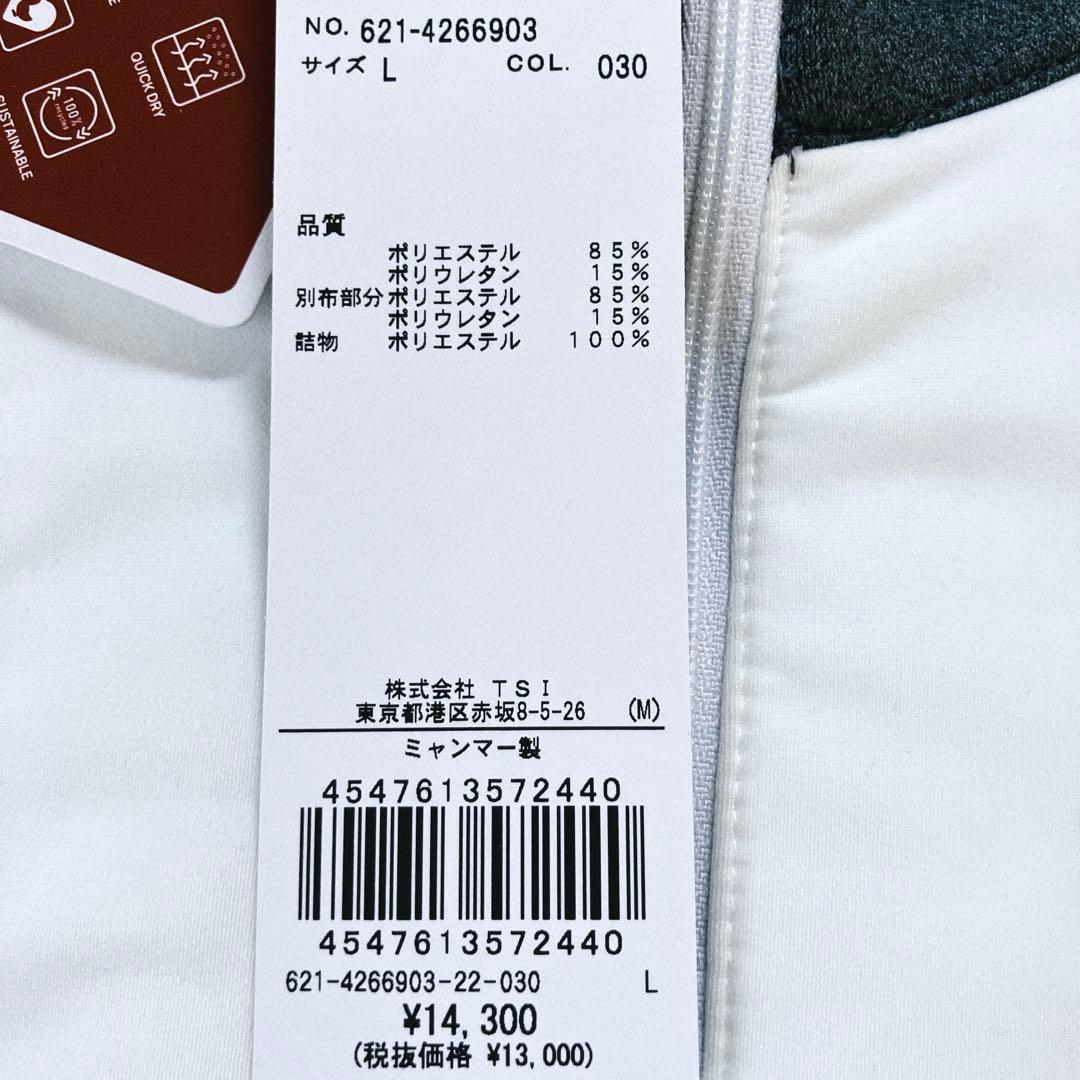 QUICK DRY
100%
recycled
SUSTAINABLE
NO. 621-4266903
サイズ L COL. 030
品質
ポリエステル 85%
ポリウレタン 15%
別布部分 ポリエステル 85%
ポリウレタン 15%
詰物 ポリエステル 100%
株式会社 TSI
東京都港区赤坂8-5-26 (M)
ミャンマー製
4547613572440
4547613572440
621-4266903-22-030 L
¥14,300
(税抜価格 ¥13,000)